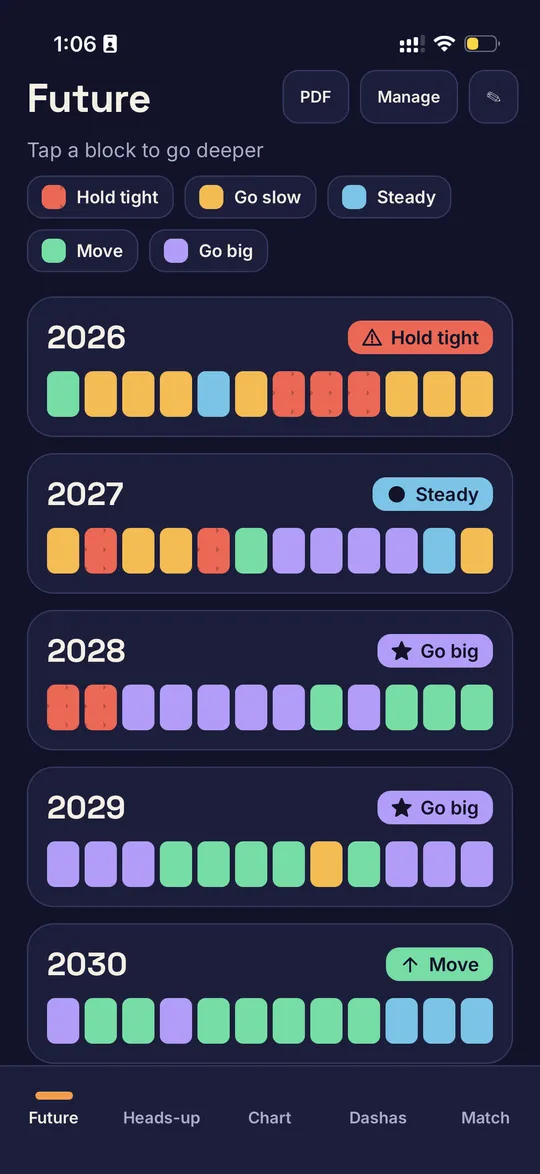 1:06
Future
PDF
Manage
Tap a block to go deeper
Hold tight
Go slow
Steady
Move
Go big
2026
Hold tight
2027
Steady
2028
Go big
2029
Go big
2030
Move
Future
Heads-up
Chart
Dashas
Match